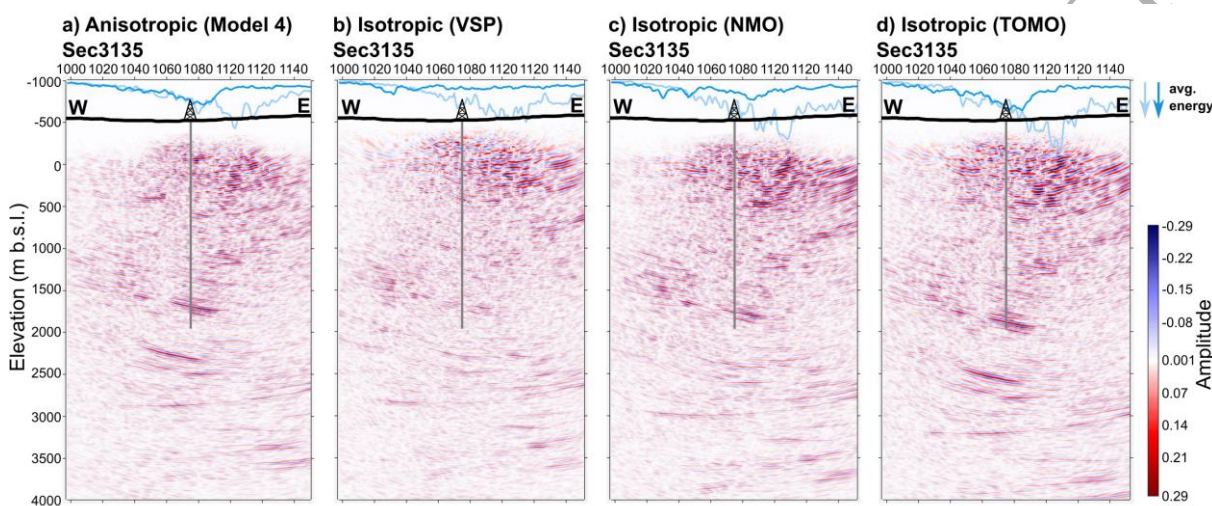 a) Anisotropic (Model 4) b) Isotropic (VSP) c) Isotropic (NMO) d) Isotropic (TOMO)
Sec3135 Sec3135 Sec3135 Sec3135
1000 1020 1040 1060 1080 1100 1120 1140 1000 1020 1040 1060 1080 1100 1120 1140 1000 1020 1040 1060 1080 1100 1120 1140 1000 1020 1040 1060 1080 1100 1120 1140
W E W E W E W E
avg.
energy
Elevation (m b.s.l.)
-1000
-500
0
500
1000
1500
2000
2500
3000
3500
4000
-0.29
-0.22
-0.15
-0.08
0.001
0.07
0.14
0.21
0.29
Amplitude